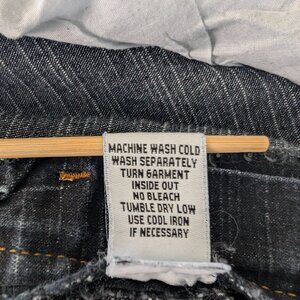 MACHINE WASH COLD
WASH SEPARATELY
TURN GARMENT
INSIDE OUT
NO BLEACH
TUMBLE DRY LOW
USE COOL IRON
IF NECESSARY